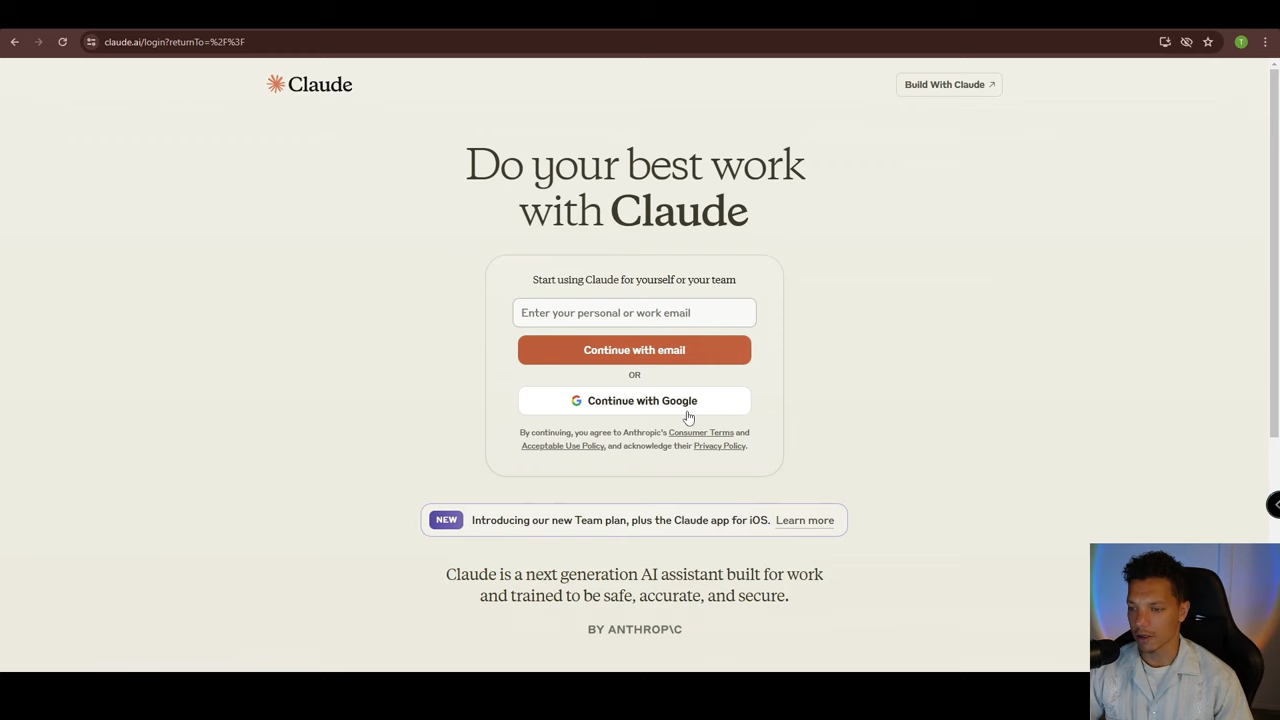 claude.ai/login?returnTo=%2F%3F
T
Claude
Build With Claude ↗
Do your best work
with Claude
Start using Claude for yourself or your team
Enter your personal or work email
Continue with email
OR
Continue with Google
By continuing, you agree to Anthropic's Consumer Terms and
Acceptable Use Policy, and acknowledge their Privacy Policy.
NEW Introducing our new Team plan, plus the Claude app for iOS. Learn more
Claude is a next generation AI assistant built for work
and trained to be safe, accurate, and secure.
BY ANTHROP\C